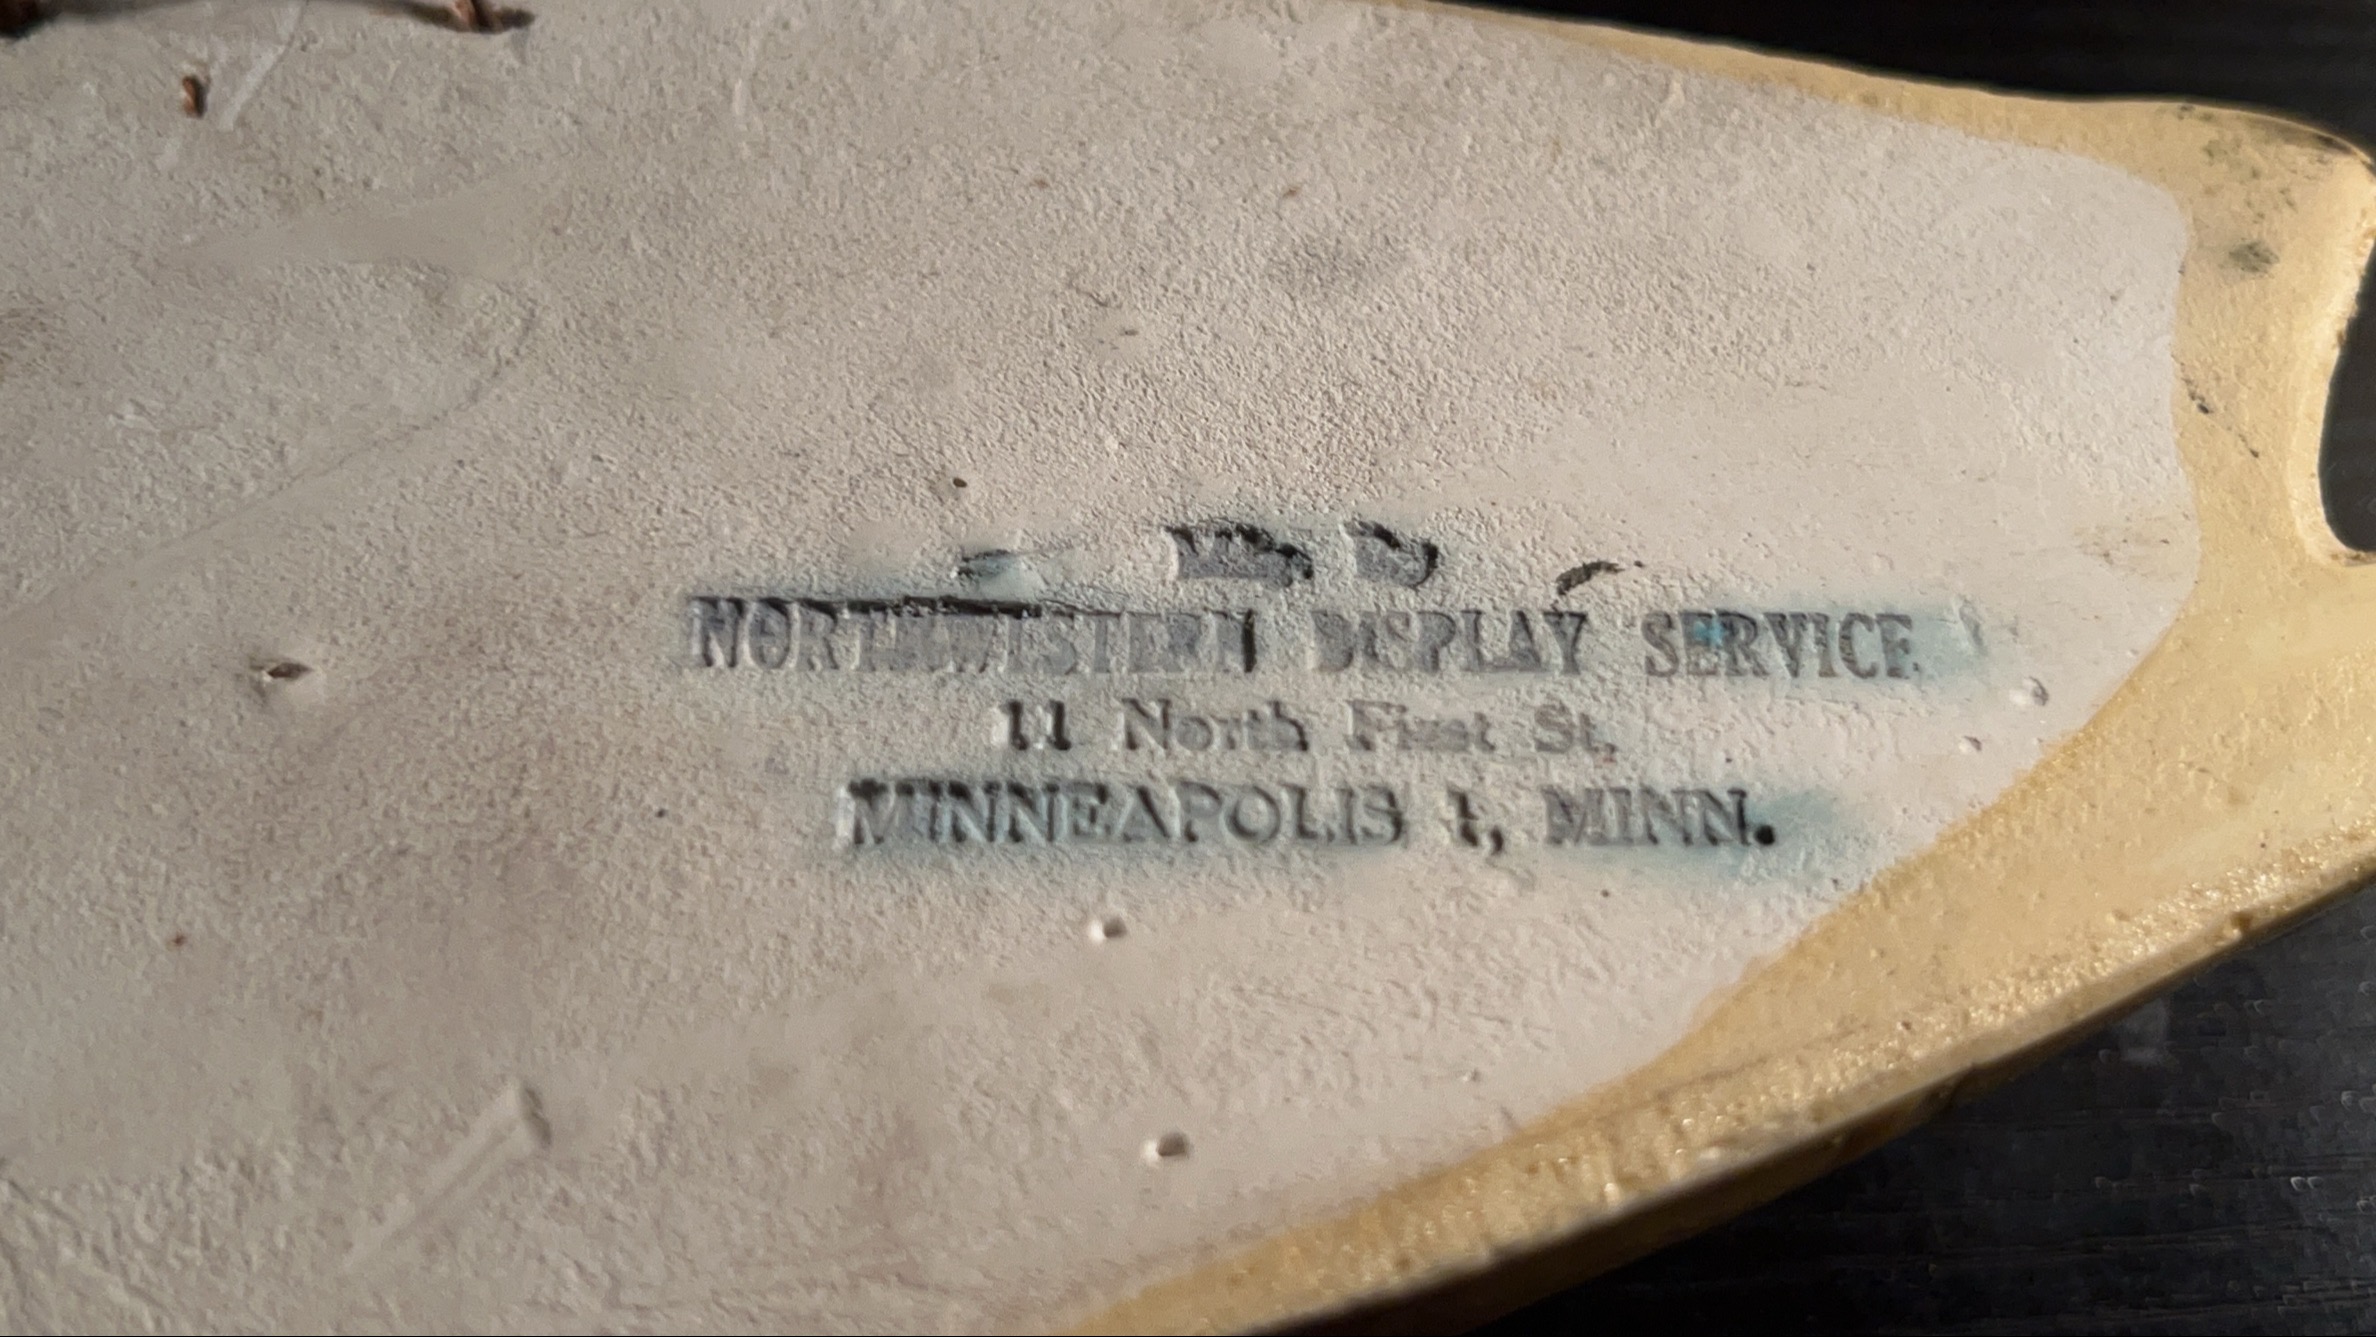 NORTHWESTERN DISPLAY SERVICE
11 North First St.
MINNEAPOLIS 1, MINN.